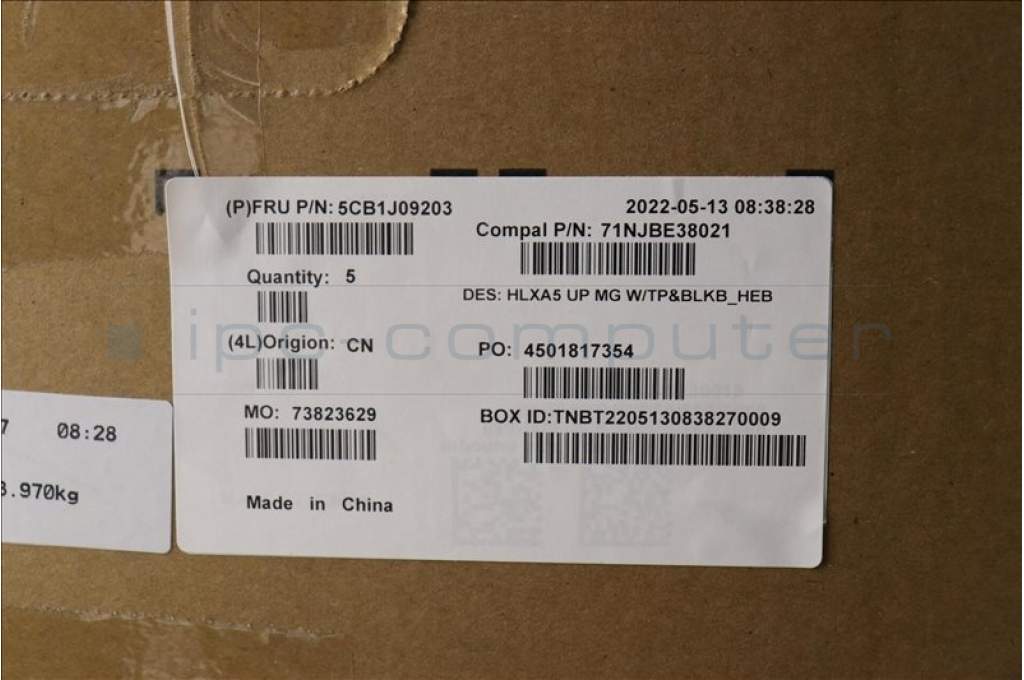 (P)FRU P/N: 5CB1J09203
2022-05-13 08:38:28
Compal P/N: 71NJBE38021
Quantity: 5
DES: HLXA5 UP MG W/TP&BLKB_HEB
ipc-computer
(4L)Origion: CN
PO: 4501817354
MO: 73823629
BOX ID:TNBT2205130838270009
08:28
.970kg
Made in China